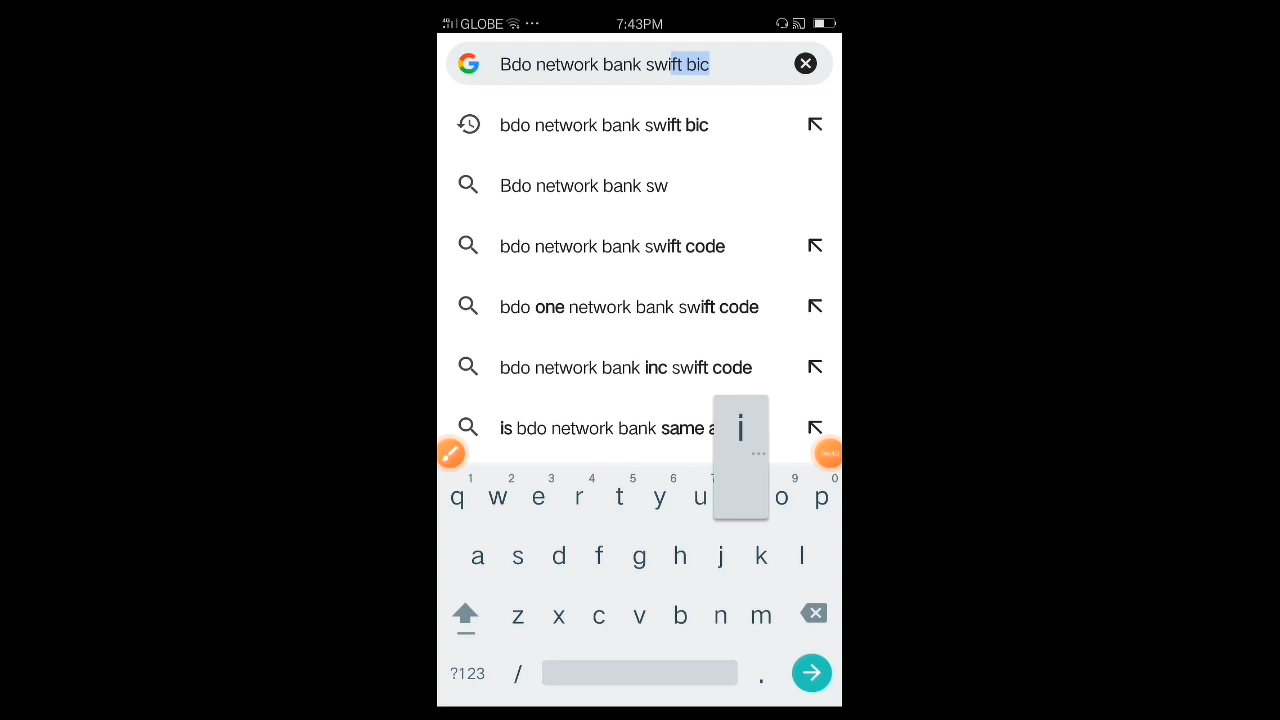 4G GLOBE ... 7:43PM
Bdo network bank swift bic
bdo network bank swift bic
Bdo network bank sw
bdo network bank swift code
bdo one network bank swift code
bdo network bank inc swift code
is bdo network bank same
i
1 2 3 4 5 6 7 9 0
q w e r t y u o p
a s d f g h j k l
z x c v b n m
?123 / .